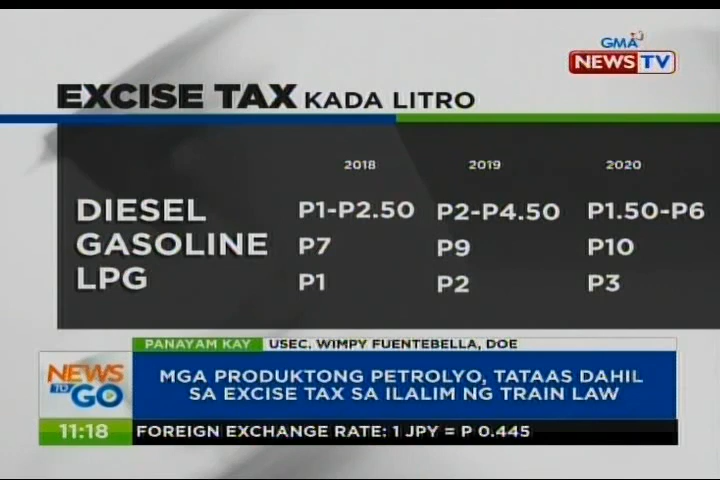 GMA
NEWS TV
EXCISE TAX KADA LITRO
2018 2019 2020
DIESEL P1-P2.50 P2-P4.50 P1.50-P6
GASOLINE P7 P9 P10
LPG P1 P2 P3
PANAYAM KAY USEC. WIMPY FUENTEBELLA, DOE
NEWS TO GO
MGA PRODUKTONG PETROLYO, TATAAS DAHIL
SA EXCISE TAX SA ILALIM NG TRAIN LAW
11:18 FOREIGN EXCHANGE RATE: 1 JPY = P 0.445